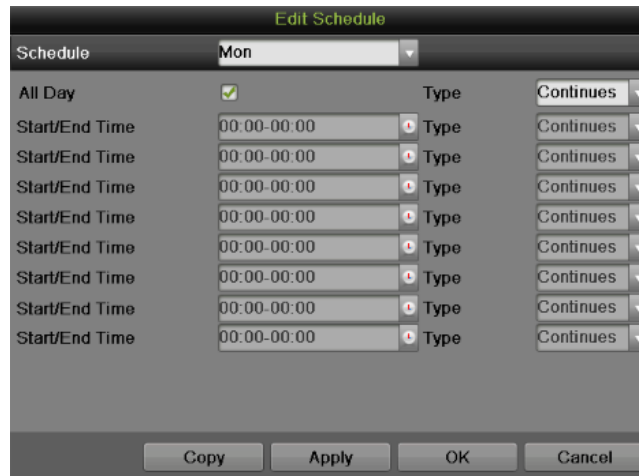 Edit Schedule
Schedule Mon
All Day Type Continues
Start/End Time 00:00-00:00 Type Continues
Start/End Time 00:00-00:00 Type Continues
Start/End Time 00:00-00:00 Type Continues
Start/End Time 00:00-00:00 Type Continues
Start/End Time 00:00-00:00 Type Continues
Start/End Time 00:00-00:00 Type Continues
Start/End Time 00:00-00:00 Type Continues
Start/End Time 00:00-00:00 Type Continues
Copy Apply OK Cancel